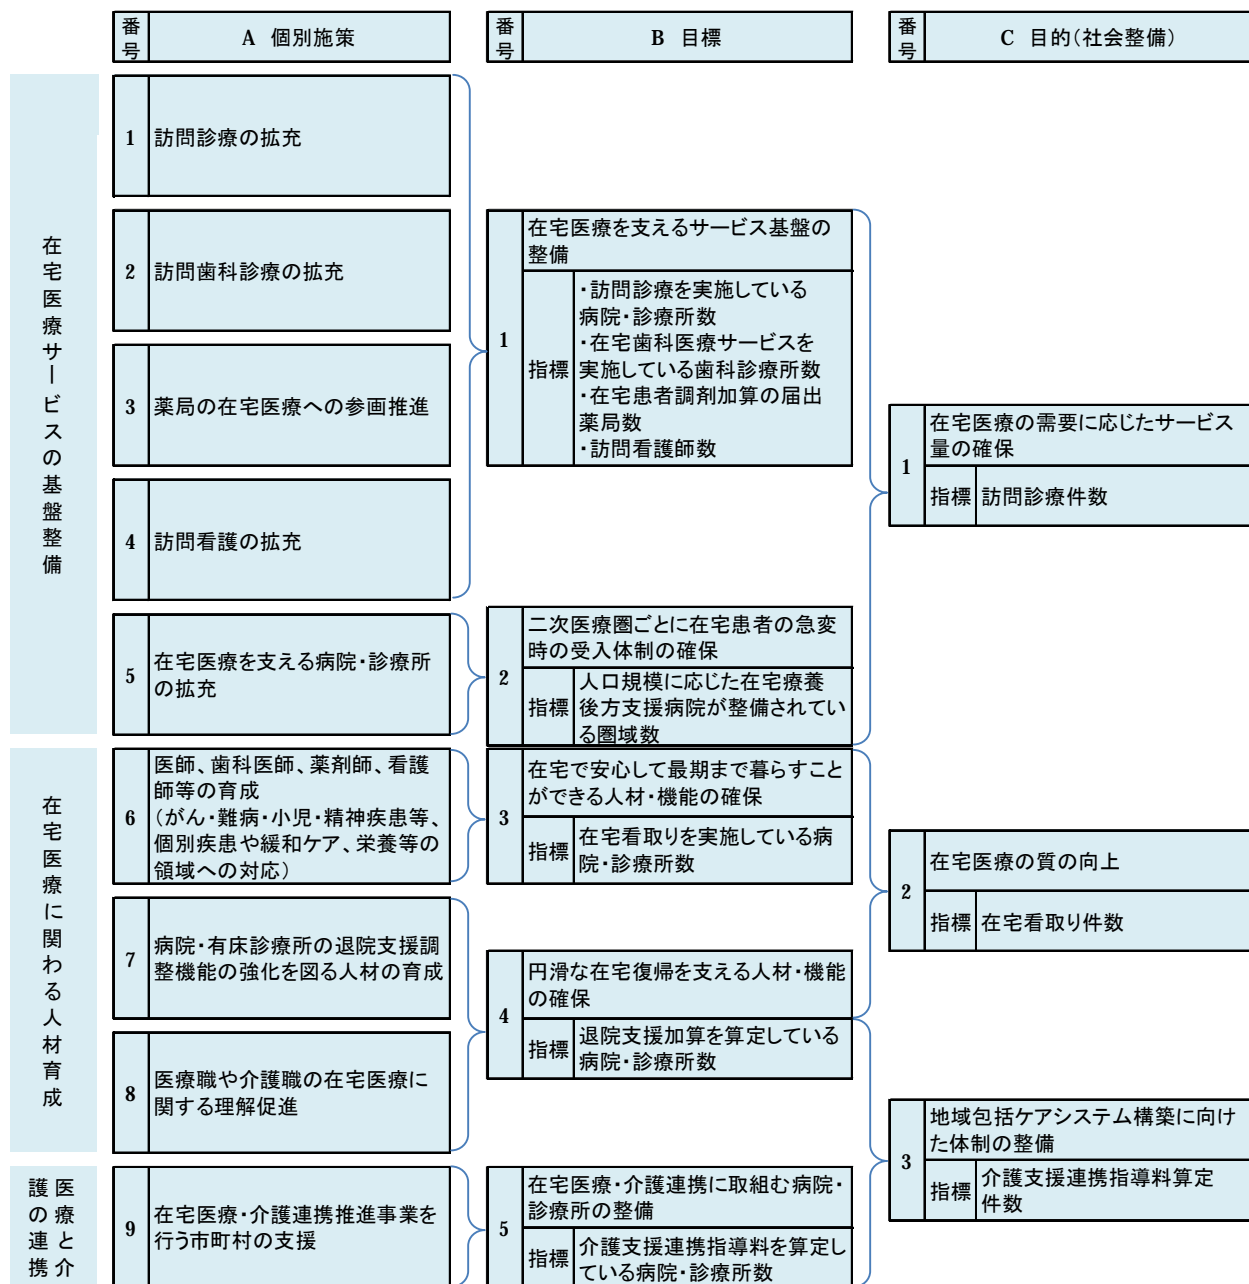 番号
A 個別施策
番号
B 目標
番号
C 目的(社会整備)
在宅医療サービスの基盤整備
1
訪問診療の拡充
2
訪問歯科診療の拡充
3
薬局の在宅医療への参画推進
4
訪問看護の拡充
5
在宅医療を支える病院・診療所
の拡充
在宅医療に関わる人材育成
6
医師、歯科医師、薬剤師、看護
師等の育成
(がん・難病・小児・精神疾患等、
個別疾患や緩和ケア、栄養等の
領域への対応)
7
病院・有床診療所の退院支援調
整機能の強化を図る人材の育成
8
医療職や介護職の在宅医療に
関する理解促進
医療と介
護の連携
9
在宅医療・介護連携推進事業を
行う市町村の支援
1
在宅医療を支えるサービス基盤の
整備
指標
・訪問診療を実施している
病院・診療所数
・在宅歯科医療サービスを
実施している歯科診療所数
・在宅患者調剤加算の届出
薬局数
・訪問看護師数
2
二次医療圏ごとに在宅患者の急変
時の受入体制の確保
指標
人口規模に応じた在宅療養
後方支援病院が整備されてい
る圏域数
3
在宅で安心して最期まで暮らすこと
ができる人材・機能の確保
指標
在宅看取りを実施している病
院・診療所数
4
円滑な在宅復帰を支える人材・機能
の確保
指標
退院支援加算を算定している
病院・診療所数
5
在宅医療・介護連携に取組む病院・
診療所の整備
指標
介護支援連携指導料を算定し
ている病院・診療所数
1
在宅医療の需要に応じたサービス
量の確保
指標
訪問診療件数
2
在宅医療の質の向上
指標
在宅看取り件数
3
地域包括ケアシステム構築に向け
た体制の整備
指標
介護支援連携指導料算定
件数